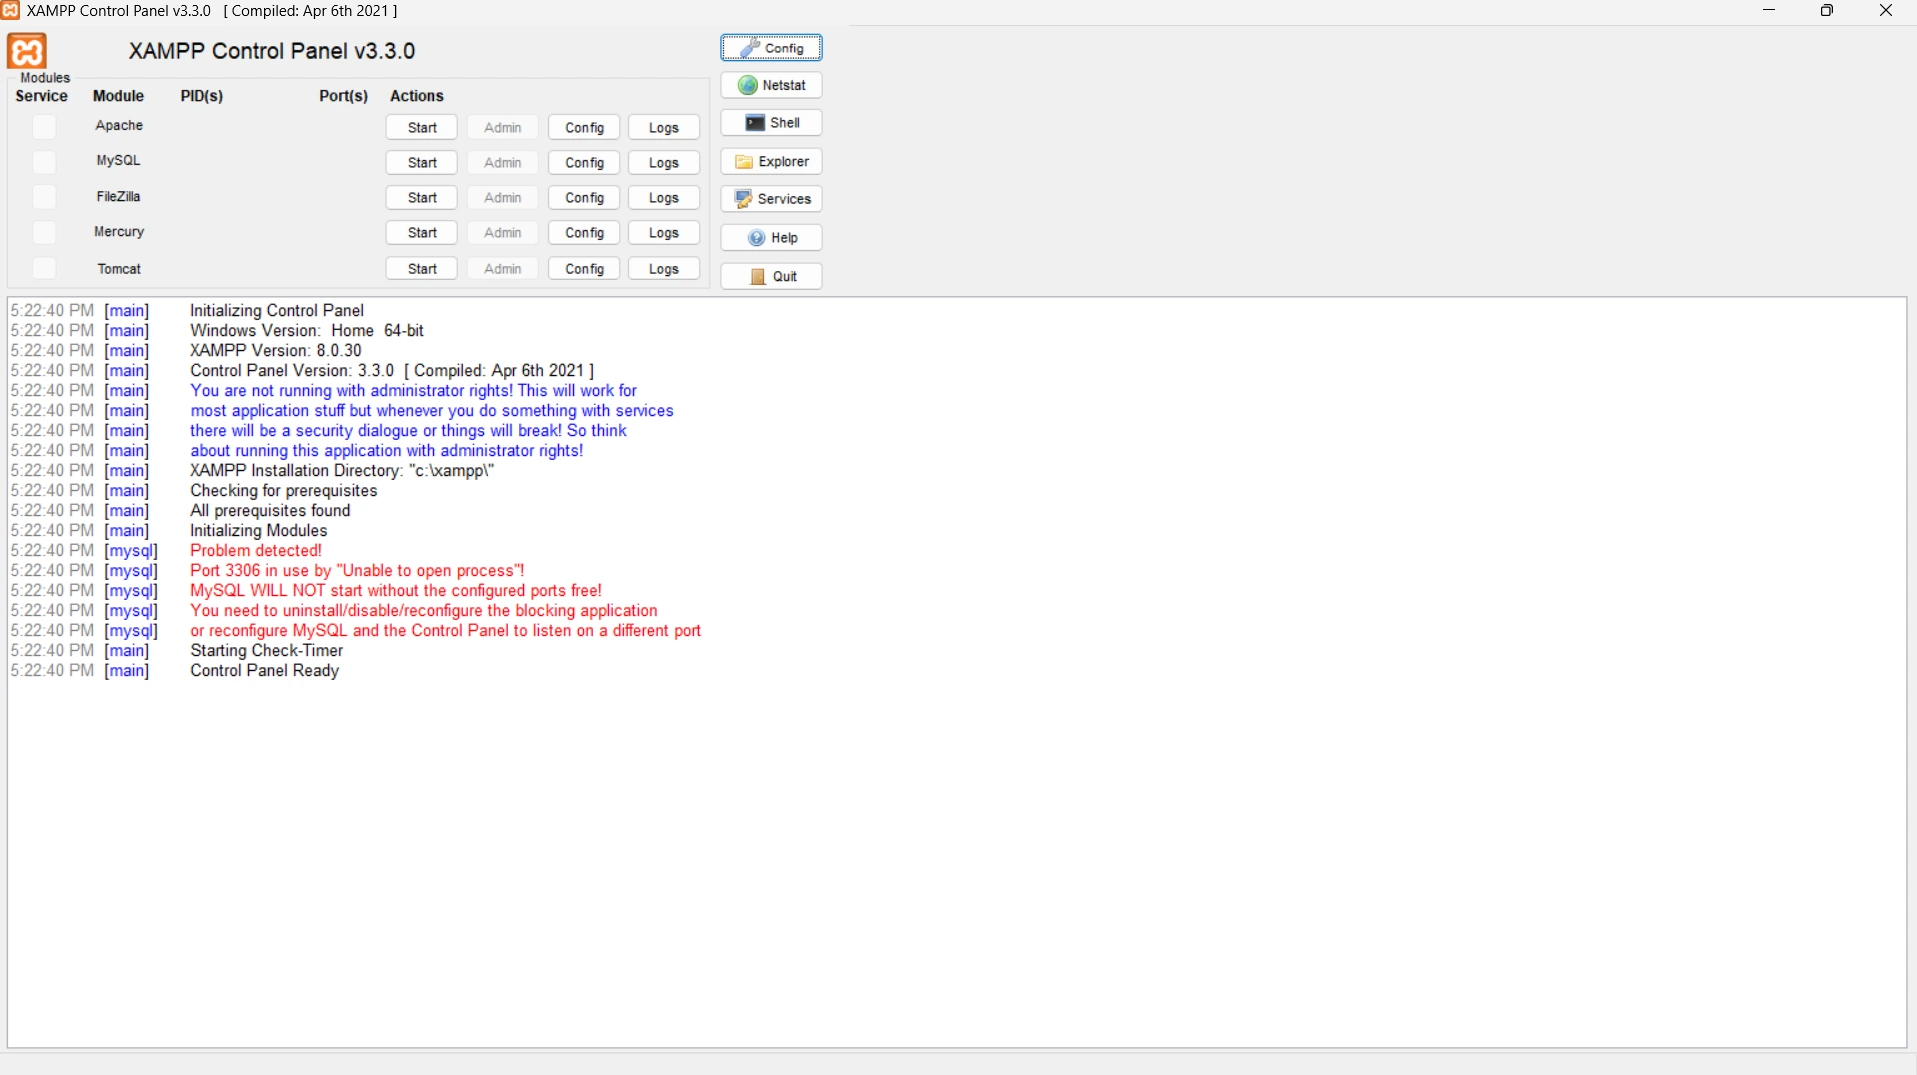 XAMPP Control Panel v3.3.0 [ Compiled: Apr 6th 2021 ]
XAMPP Control Panel v3.3.0
Config
Modules
Service Module PID(s) Port(s) Actions
Netstat
Apache Start Admin Config Logs
Shell
MySQL Start Admin Config Logs
Explorer
FileZilla Start Admin Config Logs
Services
Mercury Start Admin Config Logs
Help
Tomcat Start Admin Config Logs
Quit
5:22:40 PM [main] Initializing Control Panel
5:22:40 PM [main] Windows Version: Home 64-bit
5:22:40 PM [main] XAMPP Version: 8.0.30
5:22:40 PM [main] Control Panel Version: 3.3.0 [ Compiled: Apr 6th 2021 ]
5:22:40 PM [main] You are not running with administrator rights! This will work for
5:22:40 PM [main] most application stuff but whenever you do something with services
5:22:40 PM [main] there will be a security dialogue or things will break! So think
5:22:40 PM [main] about running this application with administrator rights!
5:22:40 PM [main] XAMPP Installation Directory: "c:\xampp\"
5:22:40 PM [main] Checking for prerequisites
5:22:40 PM [main] All prerequisites found
5:22:40 PM [main] Initializing Modules
5:22:40 PM [mysql] Problem detected!
5:22:40 PM [mysql] Port 3306 in use by "Unable to open process"!
5:22:40 PM [mysql] MySQL WILL NOT start without the configured ports free!
5:22:40 PM [mysql] You need to uninstall/disable/reconfigure the blocking application
5:22:40 PM [mysql] or reconfigure MySQL and the Control Panel to listen on a different port
5:22:40 PM [main] Starting Check-Timer
5:22:40 PM [main] Control Panel Ready